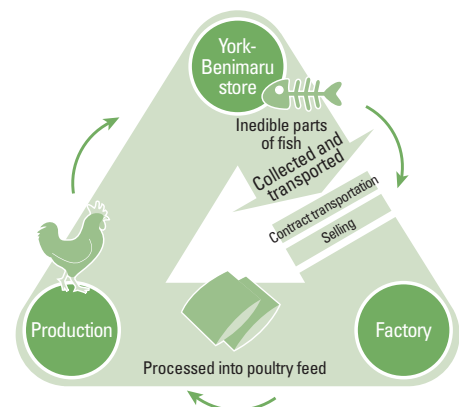 York-
Benimaru
store
Inedible parts
of fish
Collected and
transported
Contract transportation
Selling
Production
Factory
Processed into poultry feed